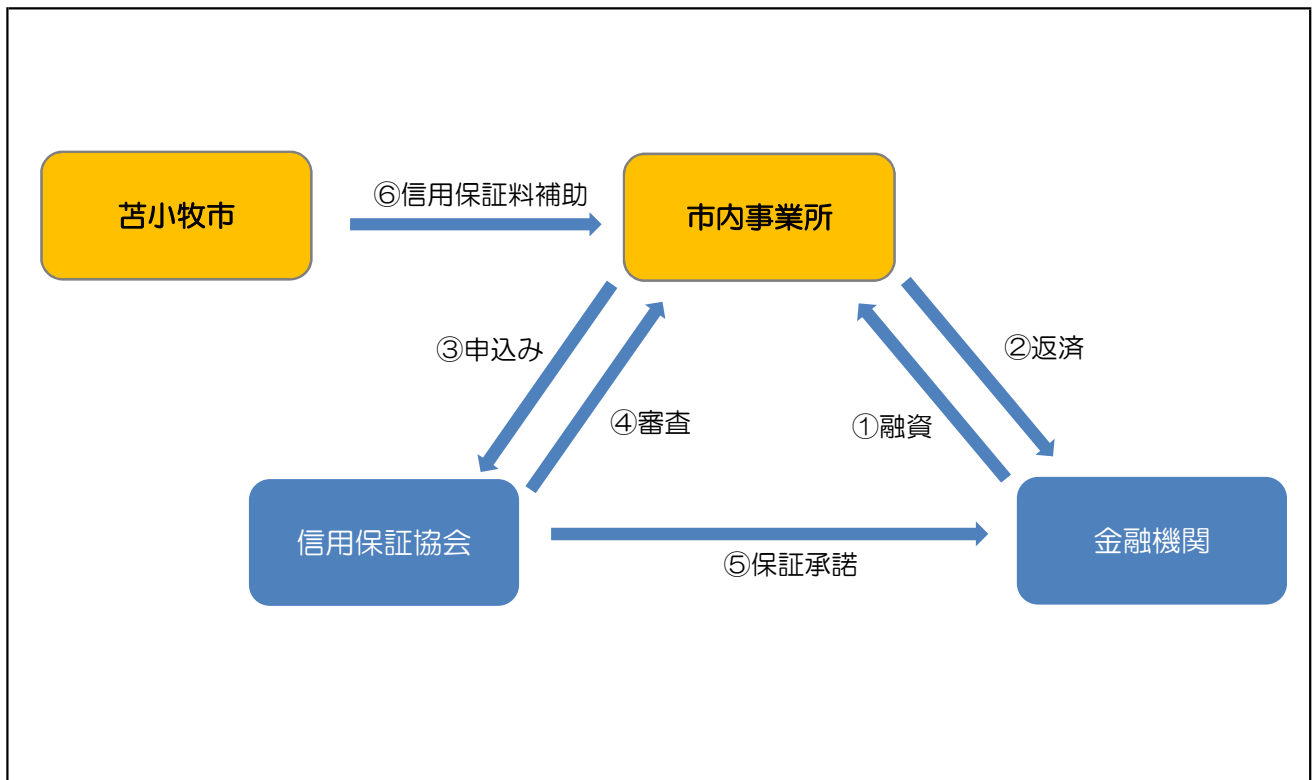 苫小牧市
⑥信用保証料補助
市内事業所
③申込み
④審査
①融資
②返済
信用保証協会
⑤保証承諾
金融機関